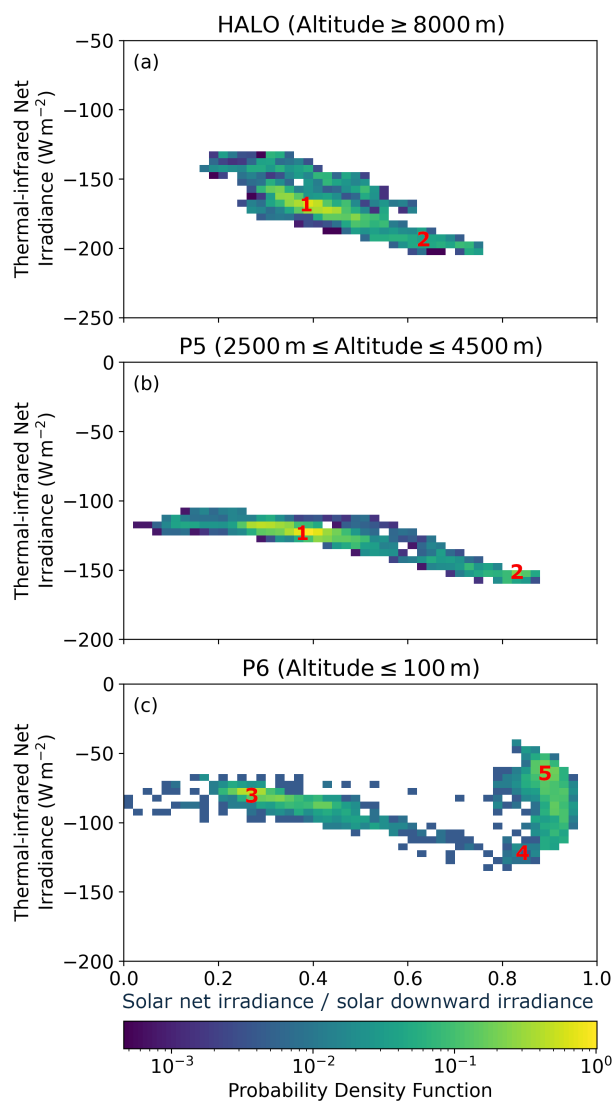 HALO (Altitude ≥ 8000 m)
−50
(a)
−100
−150
−200
−250
Thermal-infrared Net
Irradiance (W m⁻²)
1
2
P5 (2500 m ≤ Altitude ≤ 4500 m)
0
(b)
−50
−100
−150
−200
Thermal-infrared Net
Irradiance (W m⁻²)
1
2
P6 (Altitude ≤ 100 m)
0
(c)
−50
−100
−150
−200
Thermal-infrared Net
Irradiance (W m⁻²)
5
3
4
0.0 0.2 0.4 0.6 0.8 1.0
Solar net irradiance / solar downward irradiance
10⁻³ 10⁻² 10⁻¹ 10⁰
Probability Density Function